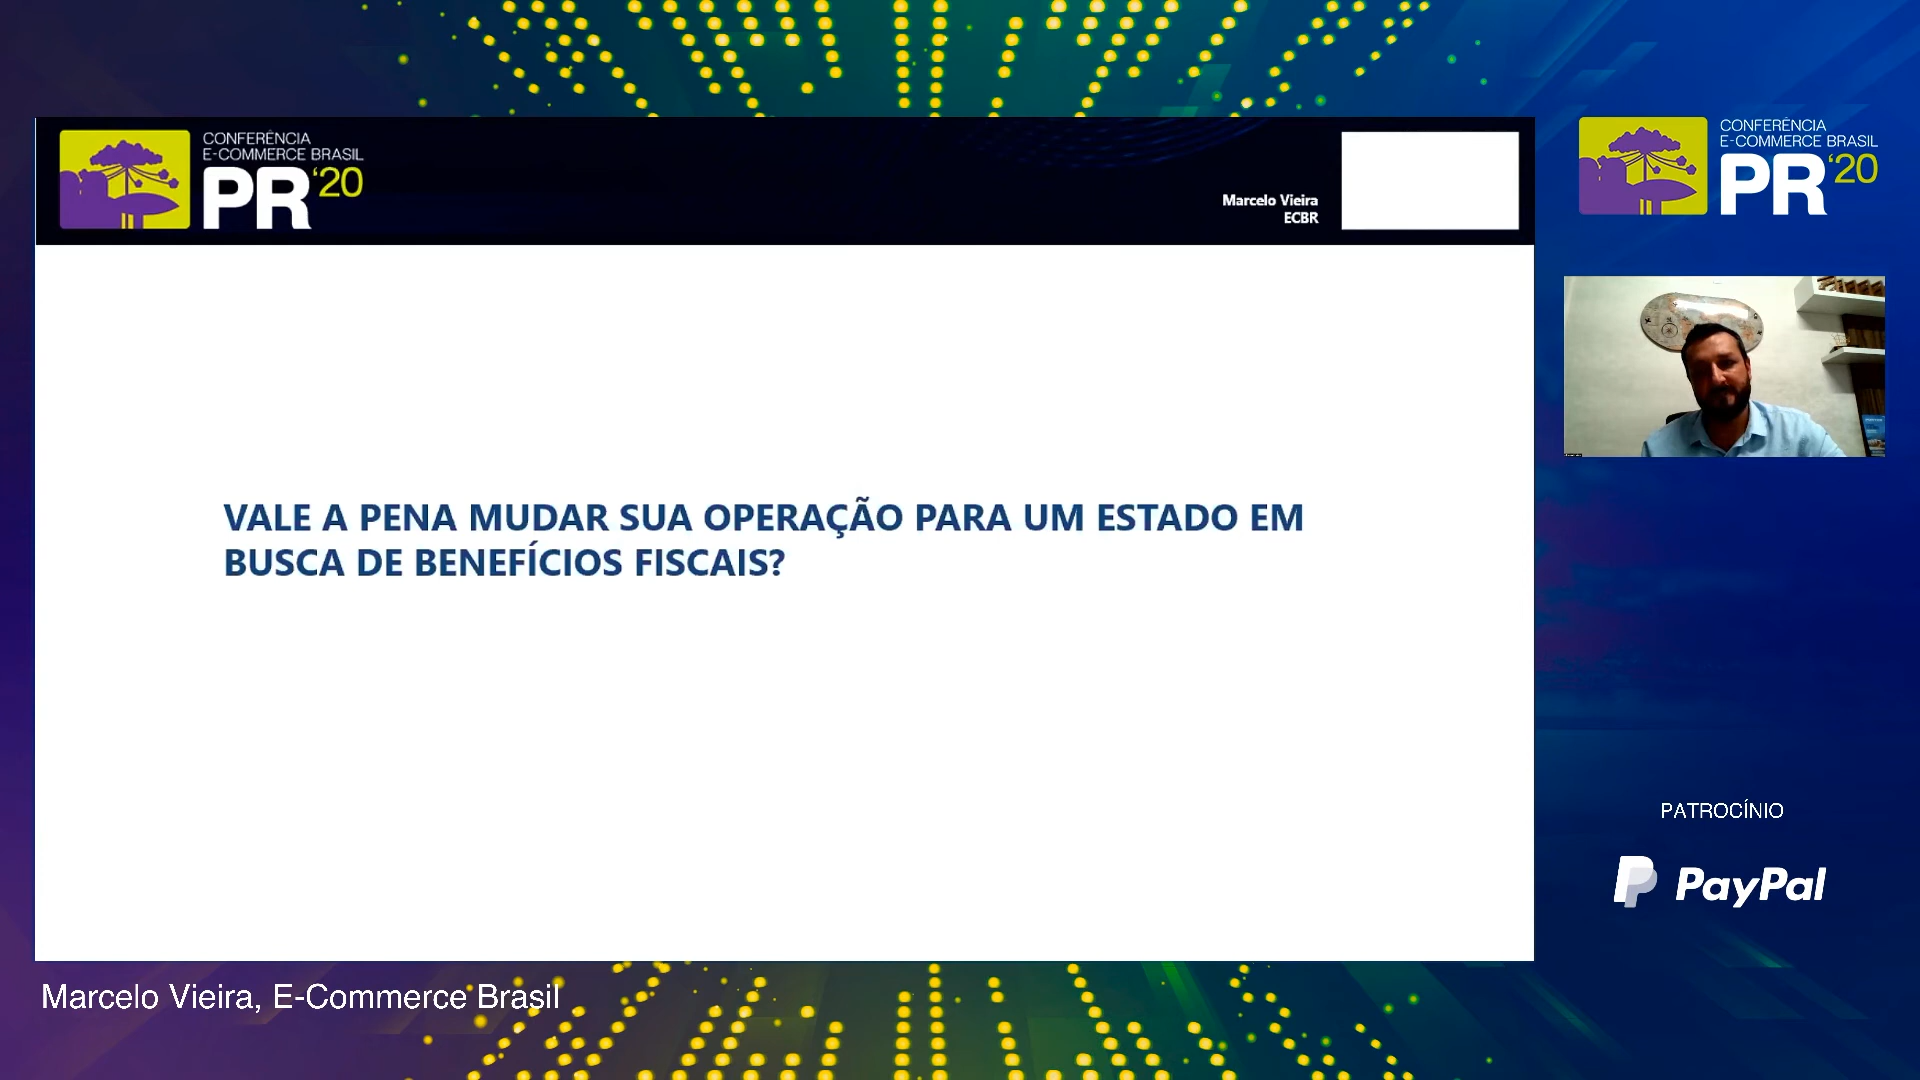 CONFERÊNCIA
E-COMMERCE BRASIL
PR'20
Marcelo Vieira
ECBR
CONFERÊNCIA
E-COMMERCE BRASIL
PR'20
VALE A PENA MUDAR SUA OPERAÇÃO PARA UM ESTADO EM
BUSCA DE BENEFÍCIOS FISCAIS?
PATROCÍNIO
PayPal
Marcelo Vieira, E-Commerce Brasil